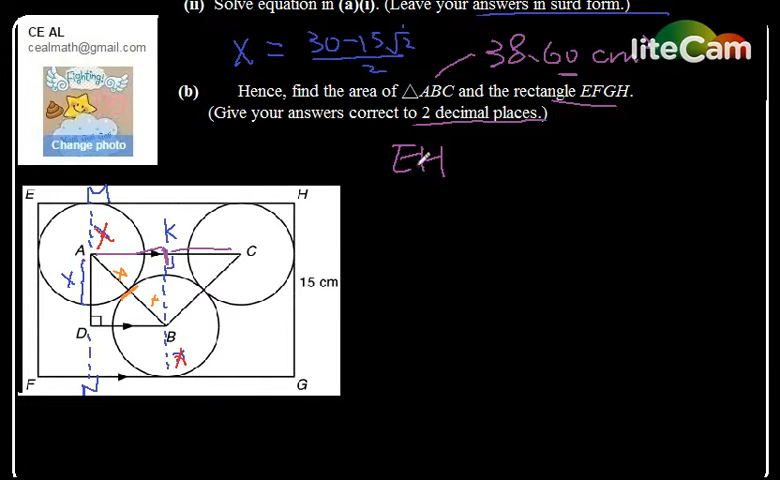 (ii) Solve equation in (a)(i). (Leave your answers in surd form.)
CE AL
cealmath@gmail.com
X = 30-15√2 / 2
38.60 cm
liteCam
Fighting!
Change photo
(b) Hence, find the area of △ABC and the rectangle EFGH.
(Give your answers correct to 2 decimal places.)
EH
E M H
X K
A C
X X
15 cm
X
D B
X
F N G